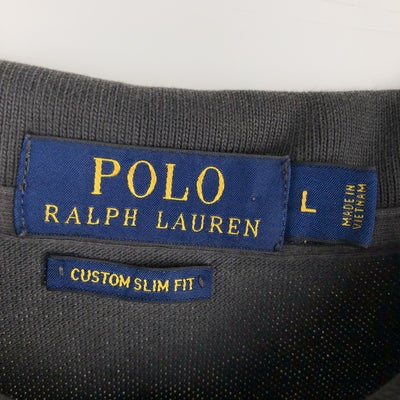 POLO
RALPH LAUREN
L
MADE IN
VIETNAM
CUSTOM SLIM FIT